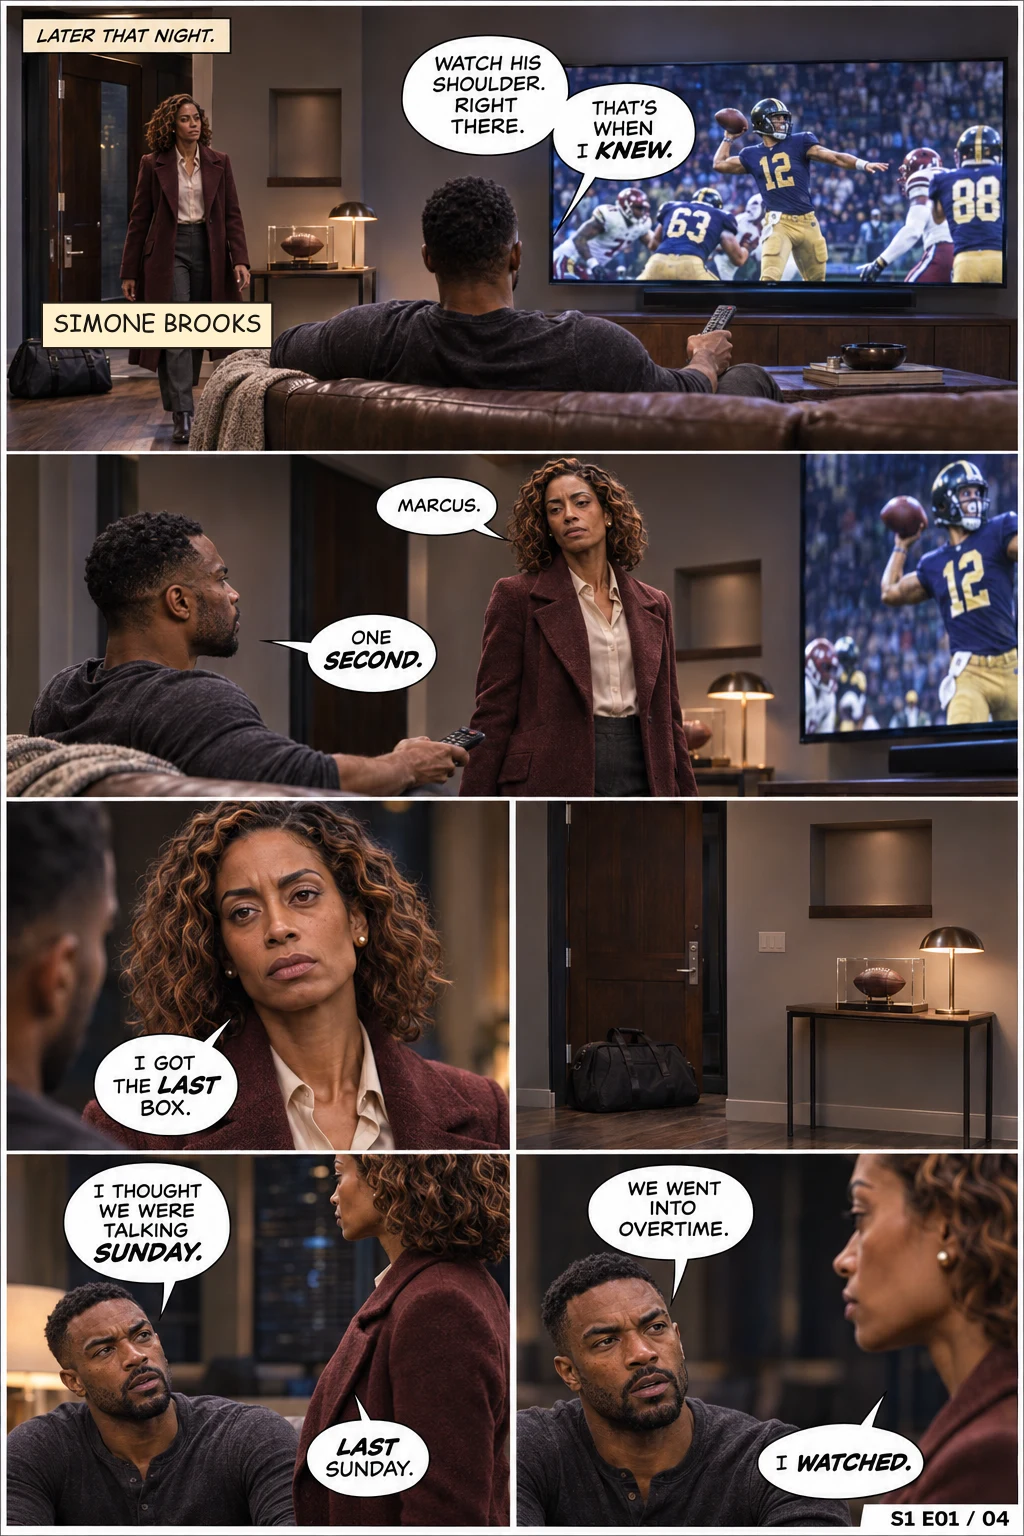 LATER THAT NIGHT.
WATCH HIS
SHOULDER.
RIGHT
THERE.
THAT'S
WHEN
I KNEW.
12
63
88
SIMONE BROOKS
MARCUS.
ONE
SECOND.
12
I GOT
THE LAST
BOX.
I THOUGHT
WE WERE
TALKING
SUNDAY.
LAST
SUNDAY.
WE WENT
INTO
OVERTIME.
I WATCHED.
S1 E01 / 04